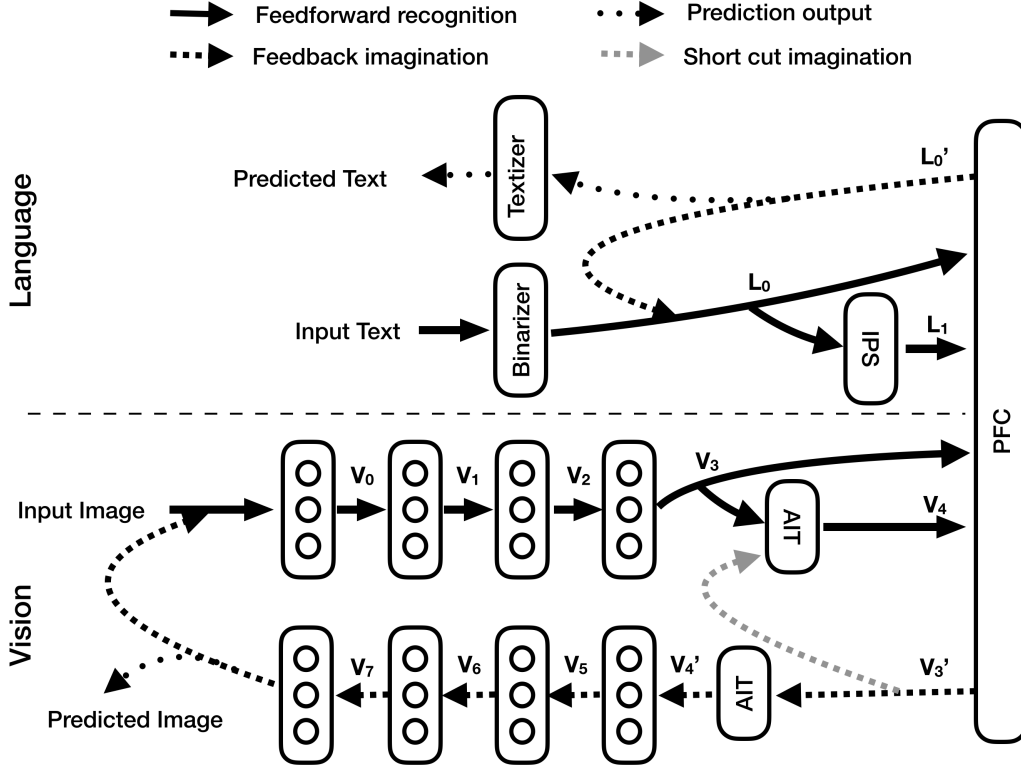 Feedforward recognition
Prediction output
Feedback imagination
Short cut imagination
Language
Textizer
L₀'
Predicted Text
L₀
Input Text
Binarizer
IPS
L₁
PFC
V₀
V₁
V₂
V₃
Input Image
AIT
V₄
Vision
V₇
V₆
V₅
V₄'
AIT
V₃'
Predicted Image